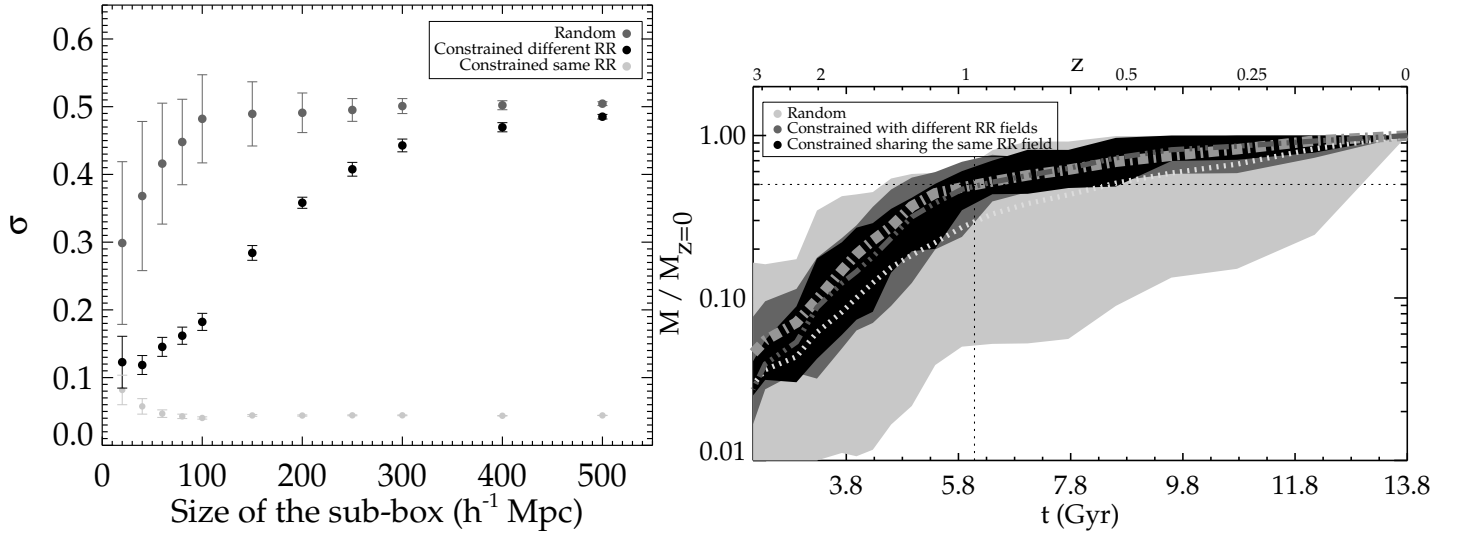 0.6
0.5
0.4
0.3
0.2
0.1
0.0
σ
Random
Constrained different RR
Constrained same RR
0 100 200 300 400 500
Size of the sub-box (h⁻¹ Mpc)
z
3 2 1 0.5 0.25 0
Random
Constrained with different RR fields
Constrained sharing the same RR field
1.00
0.10
0.01
M / M_{z=0}
3.8 5.8 7.8 9.8 11.8 13.8
t (Gyr)